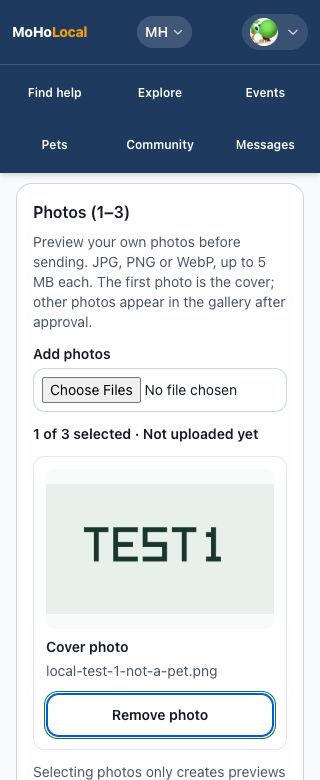 MoHoLocal
MH
Find help
Explore
Events
Pets
Community
Messages
Photos (1–3)
Preview your own photos before
sending. JPG, PNG or WebP, up to 5
MB each. The first photo is the cover;
other photos appear in the gallery after
approval.
Add photos
Choose Files No file chosen
1 of 3 selected · Not uploaded yet
TEST1
Cover photo
local-test-1-not-a-pet.png
Remove photo
Selecting photos only creates previews